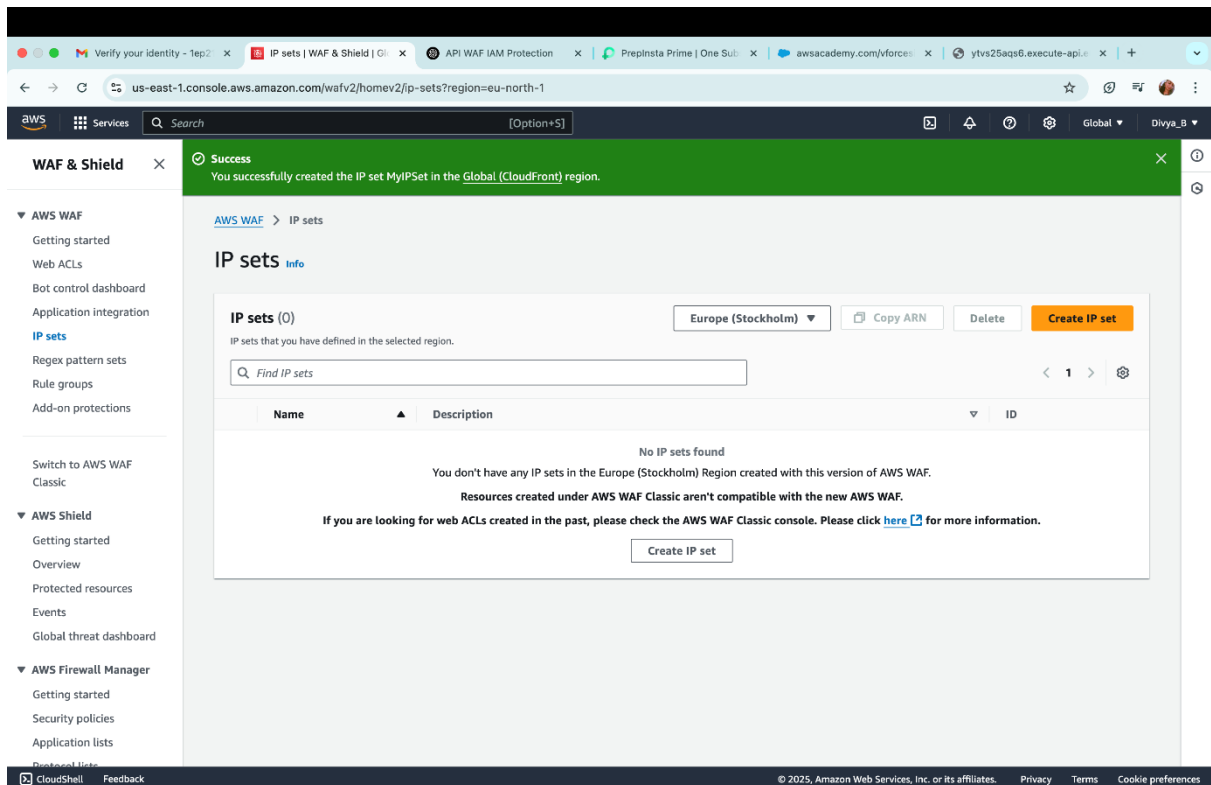 Verify your identity - 1ep2
IP sets | WAF & Shield | Gl
API WAF IAM Protection
PrepInsta Prime | One Sub
awsacademy.com/vforces
ytvs25aqs6.execute-api.e
us-east-1.console.aws.amazon.com/wafv2/homev2/ip-sets?region=eu-north-1
aws
Services
Search
[Option+S]
Global
Divya_B
WAF & Shield
Success
You successfully created the IP set MyIPSet in the Global (CloudFront) region.
AWS WAF
Getting started
Web ACLs
Bot control dashboard
Application integration
IP sets
Regex pattern sets
Rule groups
Add-on protections
Switch to AWS WAF
Classic
AWS Shield
Getting started
Overview
Protected resources
Events
Global threat dashboard
AWS Firewall Manager
Getting started
Security policies
Application lists
Protocol lists
AWS WAF > IP sets
IP sets Info
IP sets (0)
Europe (Stockholm)
Copy ARN
Delete
Create IP set
IP sets that you have defined in the selected region.
Find IP sets
1
Name
Description
ID
No IP sets found
You don't have any IP sets in the Europe (Stockholm) Region created with this version of AWS WAF.
Resources created under AWS WAF Classic aren't compatible with the new AWS WAF.
If you are looking for web ACLs created in the past, please check the AWS WAF Classic console. Please click here for more information.
Create IP set
CloudShell
Feedback
© 2025, Amazon Web Services, Inc. or its affiliates.
Privacy
Terms
Cookie preferences